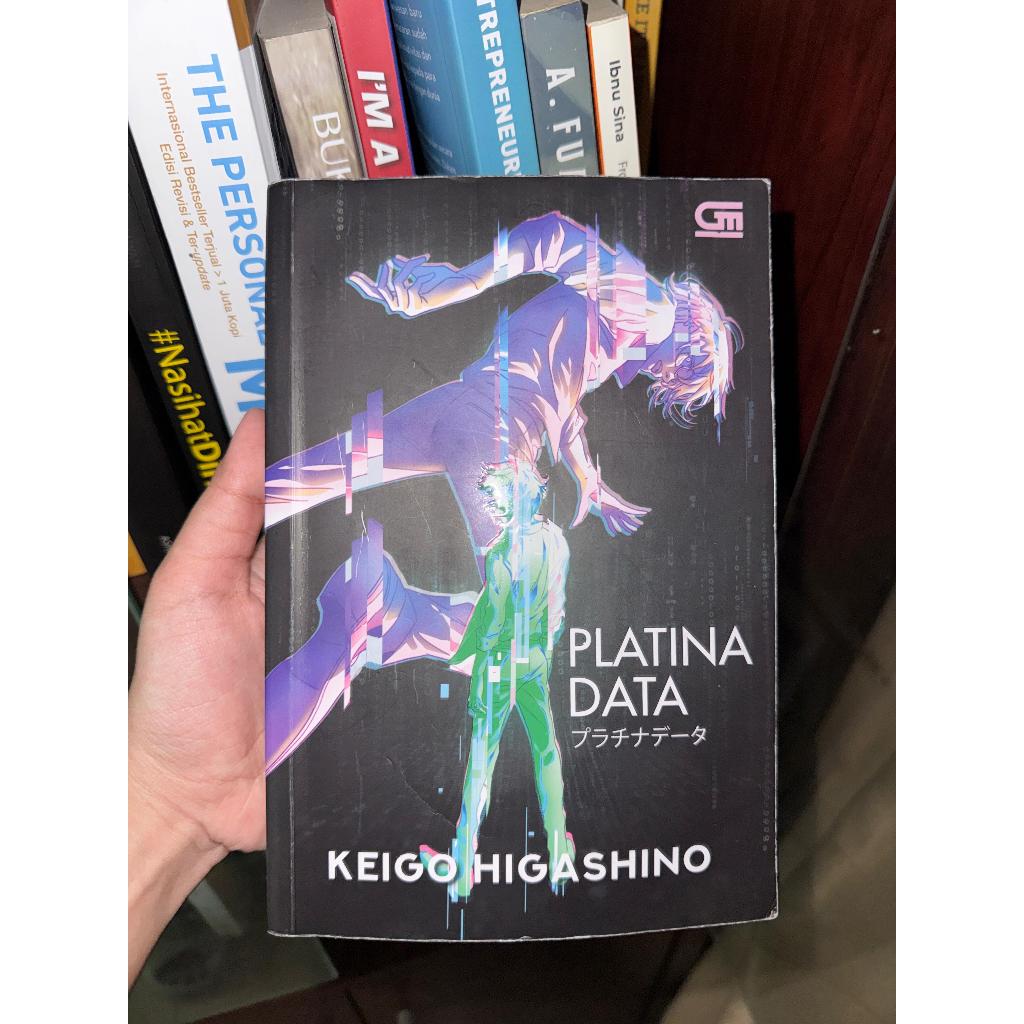 THE PERSONAL M
Internasional Bestseller Terjual > 1 Juta Kopi
Edisi Revisi & Ter-update
#NasihatDi
BUK
I'M A
TREPRENEUR
A. FU
Ibnu Sina
PLATINA
DATA
プラチナデータ
KEIGO HIGASHINO